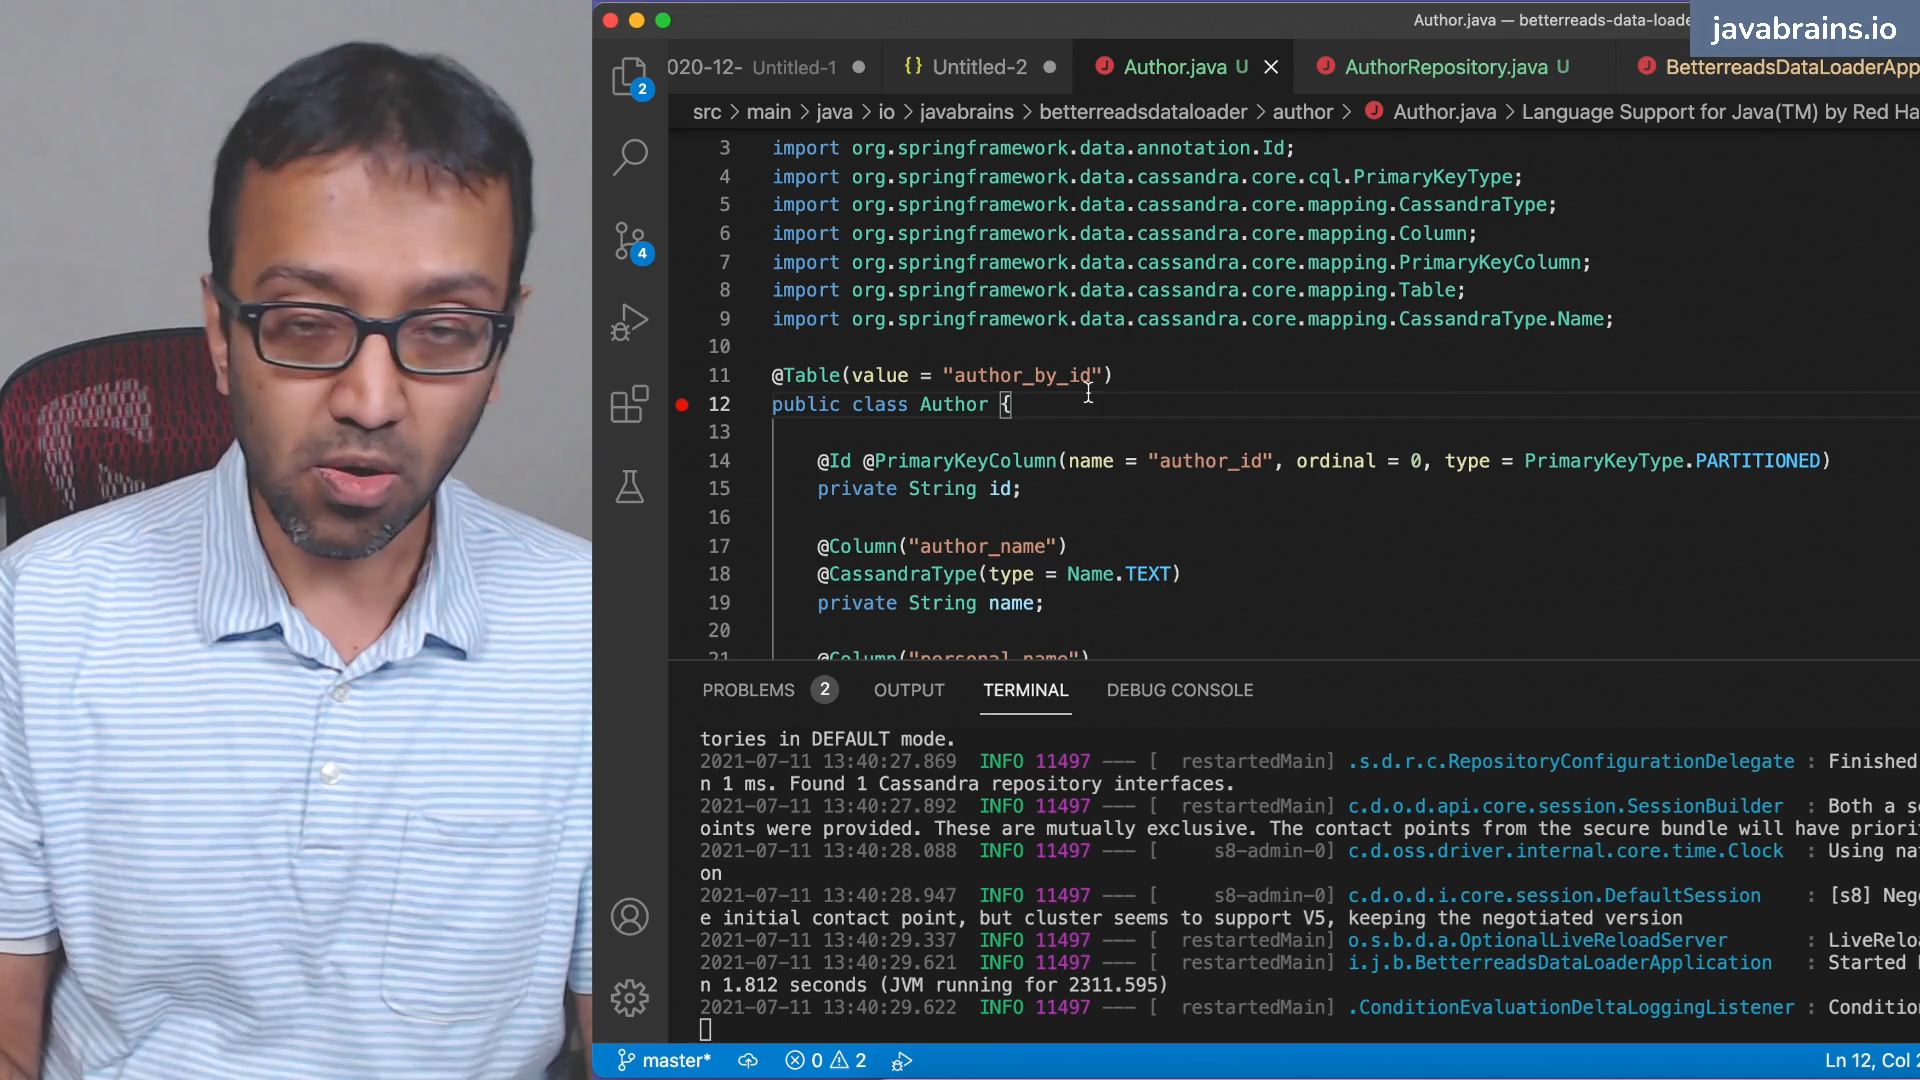 Author.java — betterreads-data-loade
javabrains.io
020-12- Untitled-1
{} Untitled-2
Author.java U
AuthorRepository.java U
BetterreadsDataLoaderApp
src > main > java > io > javabrains > betterreadsdataloader > author > Author.java > Language Support for Java(TM) by Red Ha
2
4
3 import org.springframework.data.annotation.Id;
4 import org.springframework.data.cassandra.core.cql.PrimaryKeyType;
5 import org.springframework.data.cassandra.core.mapping.CassandraType;
6 import org.springframework.data.cassandra.core.mapping.Column;
7 import org.springframework.data.cassandra.core.mapping.PrimaryKeyColumn;
8 import org.springframework.data.cassandra.core.mapping.Table;
9 import org.springframework.data.cassandra.core.mapping.CassandraType.Name;
10
11 @Table(value = "author_by_id")
12 public class Author {
13
14 @Id @PrimaryKeyColumn(name = "author_id", ordinal = 0, type = PrimaryKeyType.PARTITIONED)
15 private String id;
16
17 @Column("author_name")
18 @CassandraType(type = Name.TEXT)
19 private String name;
20
21 @Column("personal_name")
PROBLEMS 2 OUTPUT TERMINAL DEBUG CONSOLE
tories in DEFAULT mode.
2021-07-11 13:40:27.869 INFO 11497 --- [ restartedMain] .s.d.r.c.RepositoryConfigurationDelegate : Finished
n 1 ms. Found 1 Cassandra repository interfaces.
2021-07-11 13:40:27.892 INFO 11497 --- [ restartedMain] c.d.o.d.api.core.session.SessionBuilder : Both a se
oints were provided. These are mutually exclusive. The contact points from the secure bundle will have priorit
2021-07-11 13:40:28.088 INFO 11497 --- [ s8-admin-0] c.d.oss.driver.internal.core.time.Clock : Using nat
on
2021-07-11 13:40:28.947 INFO 11497 --- [ s8-admin-0] c.d.o.d.i.core.session.DefaultSession : [s8] Nego
e initial contact point, but cluster seems to support V5, keeping the negotiated version
2021-07-11 13:40:29.337 INFO 11497 --- [ restartedMain] o.s.b.d.a.OptionalLiveReloadServer : LiveReloa
2021-07-11 13:40:29.621 INFO 11497 --- [ restartedMain] i.j.b.BetterreadsDataLoaderApplication : Started
n 1.812 seconds (JVM running for 2311.595)
2021-07-11 13:40:29.622 INFO 11497 --- [ restartedMain] .ConditionEvaluationDeltaLoggingListener : Condition
master* 0 2 Ln 12, Col